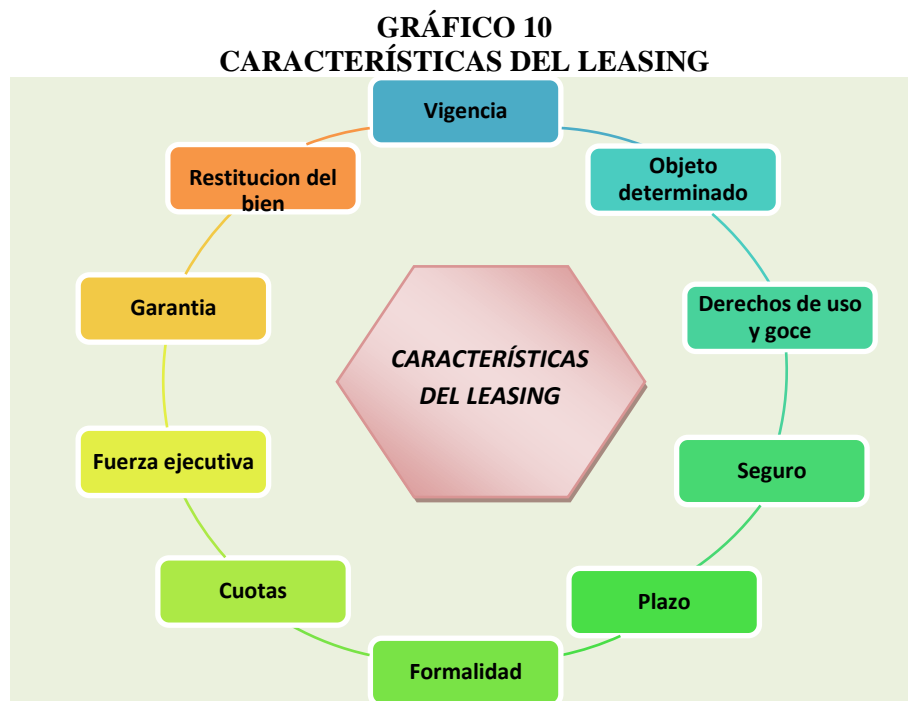 GRÁFICO 10
CARACTERÍSTICAS DEL LEASING
Vigencia
Objeto
determinado
Derechos de uso
y goce
Seguro
Plazo
Formalidad
Cuotas
Fuerza ejecutiva
Garantia
Restitucion del
bien
CARACTERÍSTICAS
DEL LEASING